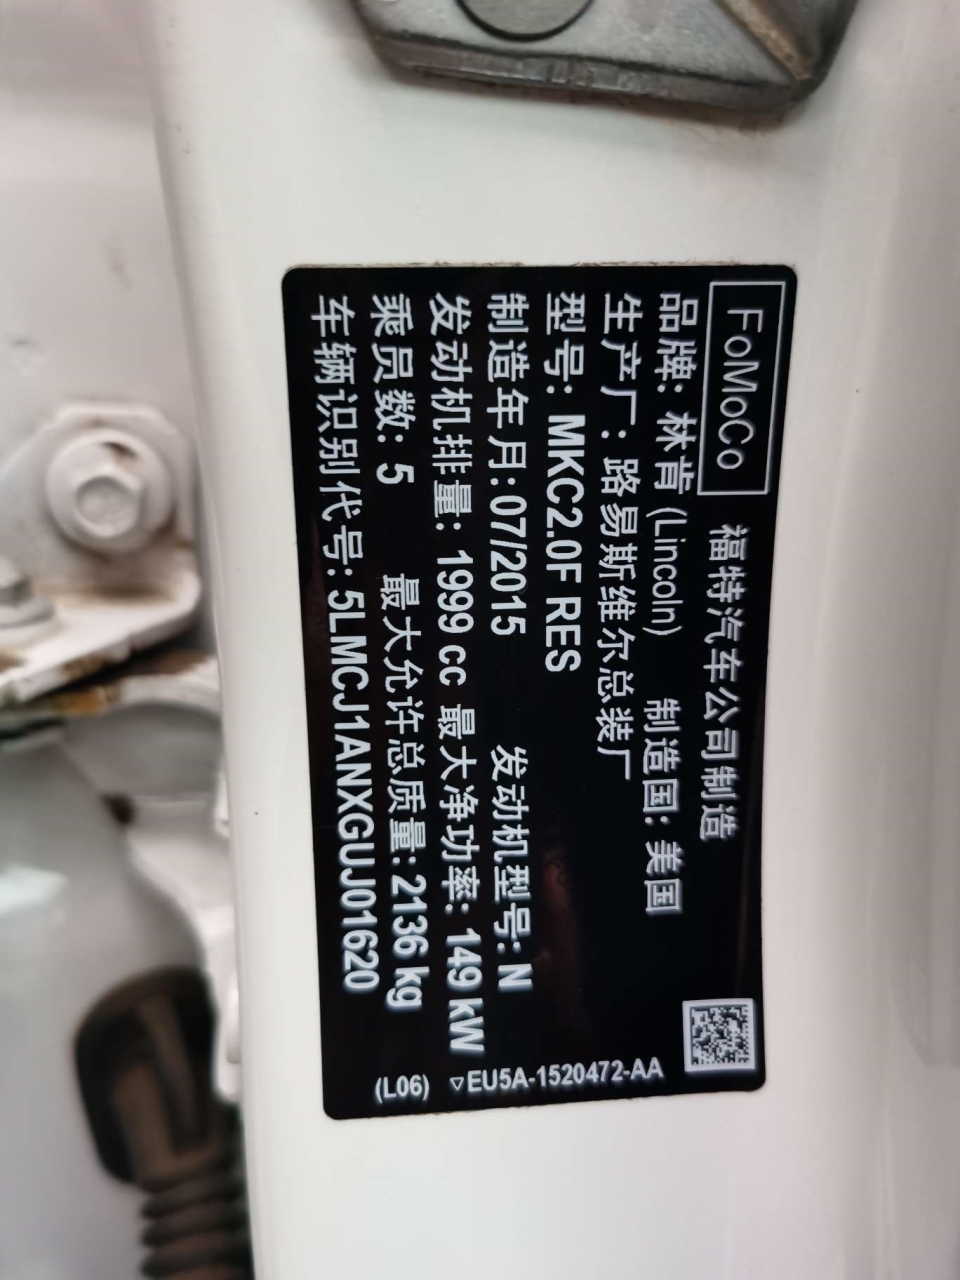 FoMoCo 福特汽车公司制造
品牌: 林肯 (Lincoln) 制造国: 美国
生产厂: 路易斯维尔总装厂
型号: MKC2.0F RES
制造年月: 07/2015 发动机型号: N
发动机排量: 1999 cc 最大净功率: 149 kW
乘员数: 5 最大允许总质量: 2136 kg
车辆识别代号: 5LMCJ1ANXGUJ01620
▽EU5A-1520472-AA
(L06)